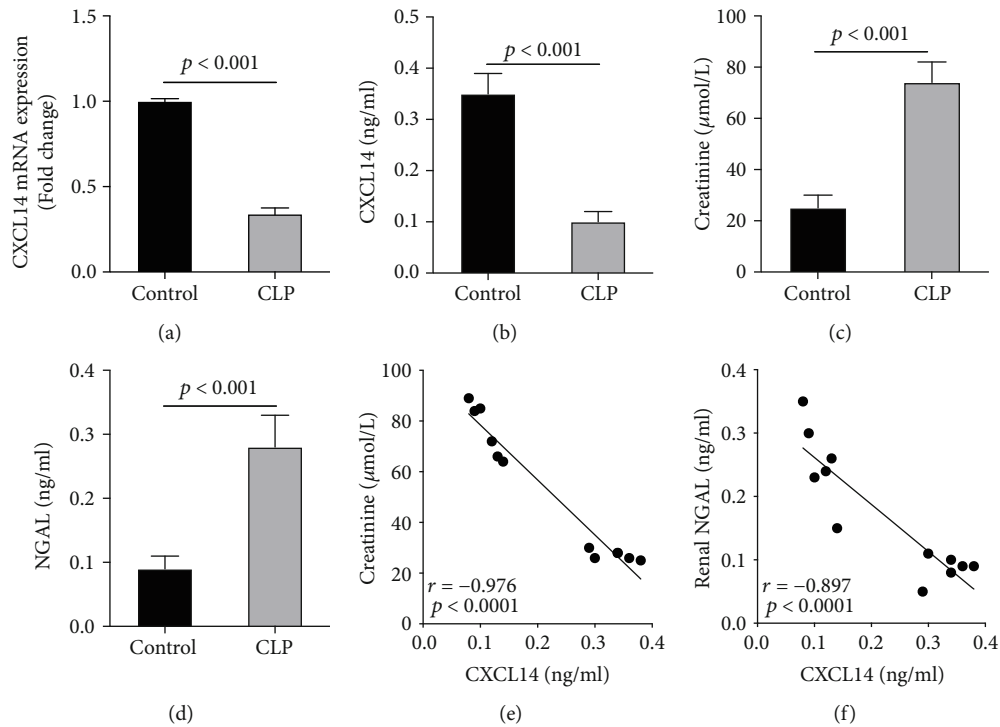 CXCL14 mRNA expression
(Fold change)
1.5
1.0
0.5
0.0
p < 0.001
Control
CLP
(a)
CXCL14 (ng/ml)
0.5
0.4
0.3
0.2
0.1
0.0
p < 0.001
Control
CLP
(b)
Creatinine (μmol/L)
100
80
60
40
20
0
p < 0.001
Control
CLP
(c)
NGAL (ng/ml)
0.4
0.3
0.2
0.1
0.0
p < 0.001
Control
CLP
(d)
Creatinine (μmol/L)
100
80
60
40
20
0
r = −0.976
p < 0.0001
0.0
0.1
0.2
0.3
0.4
CXCL14 (ng/ml)
(e)
Renal NGAL (ng/ml)
0.4
0.3
0.2
0.1
0.0
r = −0.897
p < 0.0001
0.0
0.1
0.2
0.3
0.4
CXCL14 (ng/ml)
(f)